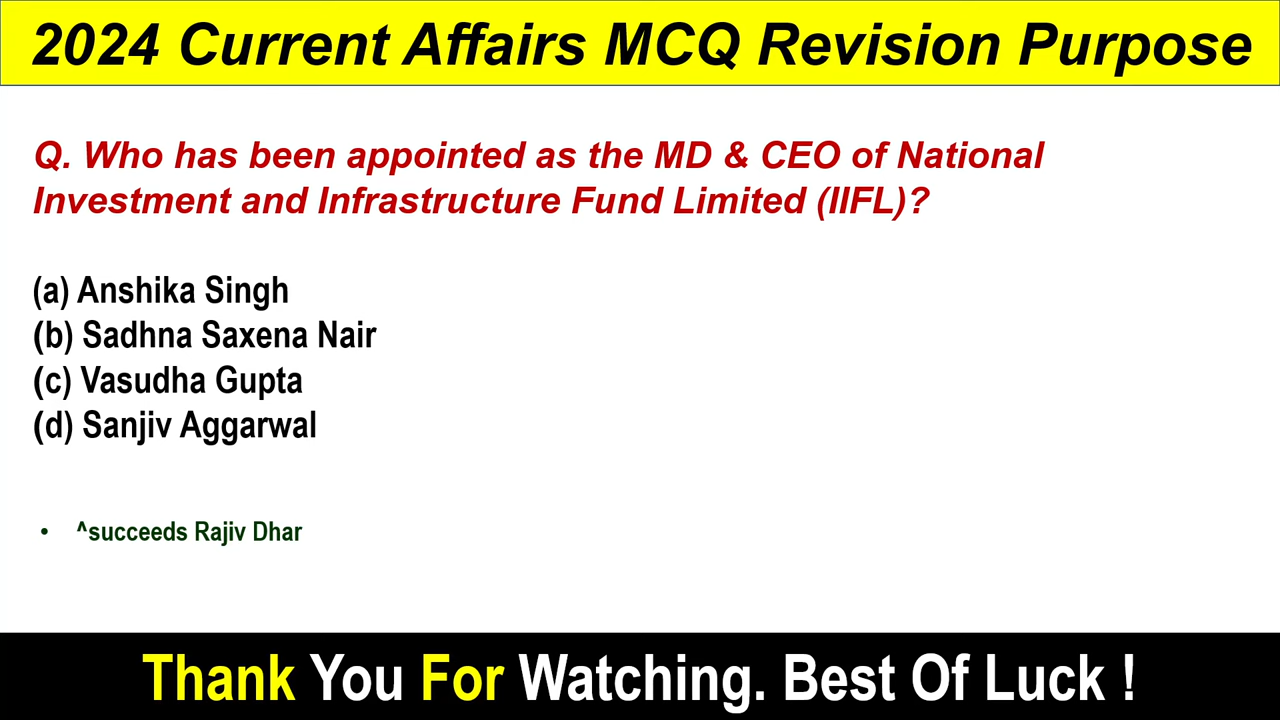 2024 Current Affairs MCQ Revision Purpose
Q. Who has been appointed as the MD & CEO of National
Investment and Infrastructure Fund Limited (IIFL)?
(a) Anshika Singh
(b) Sadhna Saxena Nair
(c) Vasudha Gupta
(d) Sanjiv Aggarwal
• ^succeeds Rajiv Dhar
Thank You For Watching. Best Of Luck !